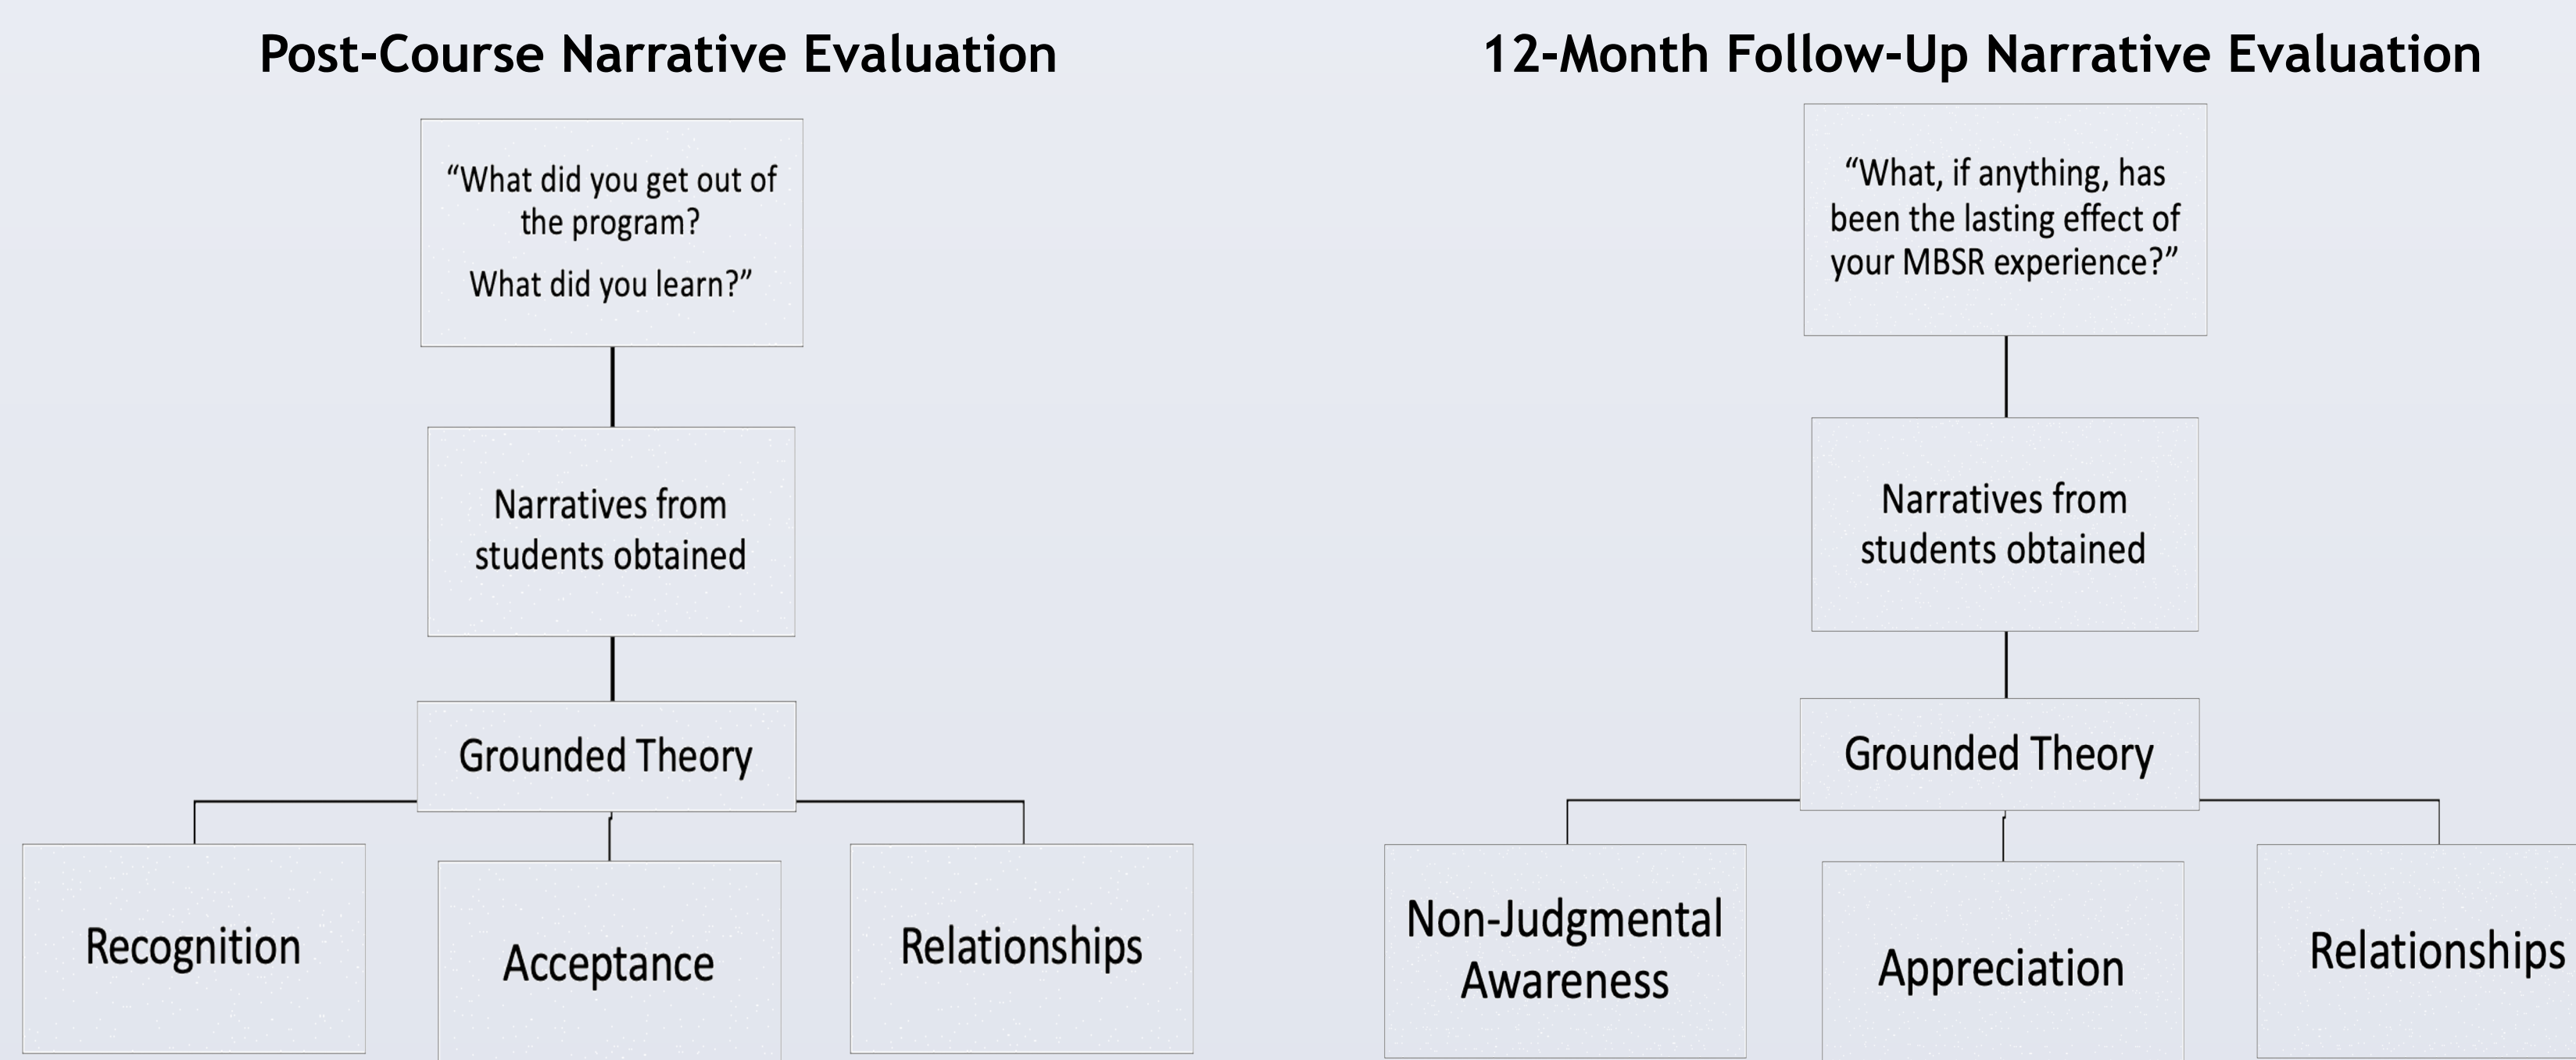 Post-Course Narrative Evaluation
“What did you get out of
the program?
What did you learn?”
Narratives from
students obtained
Grounded Theory
Recognition
Acceptance
Relationships
12-Month Follow-Up Narrative Evaluation
“What, if anything, has
been the lasting effect of
your MBSR experience?”
Narratives from
students obtained
Grounded Theory
Non-Judgmental
Awareness
Appreciation
Relationships